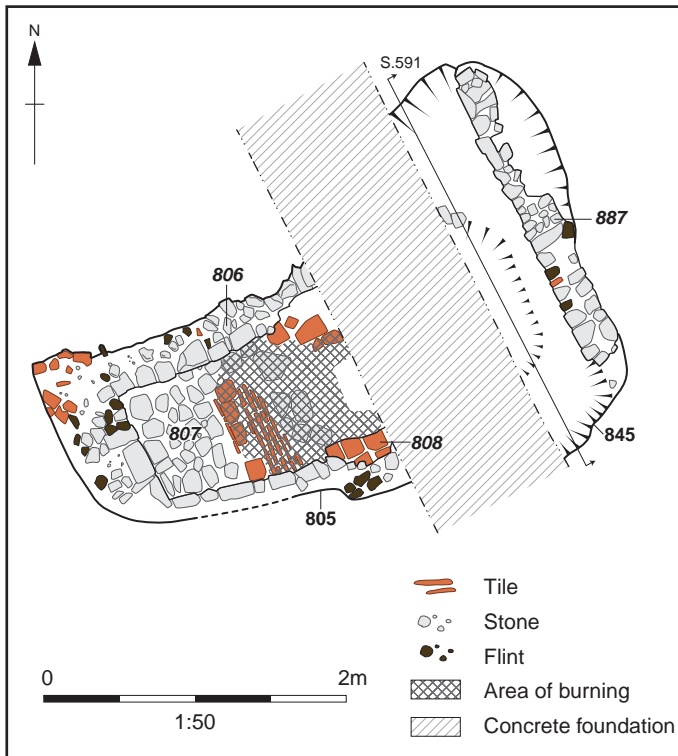 N
S.591
887
806
807
808
845
805
Tile
Stone
Flint
Area of burning
Concrete foundation
0 2m
1:50